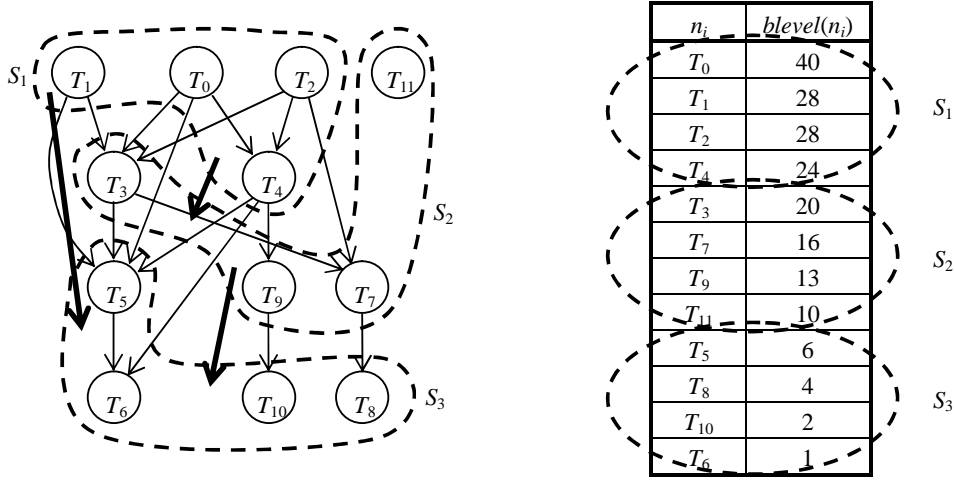 S₁ T₁ T₀ T₂ T₁₁
T₃ T₄ S₂
T₅ T₉ T₇
T₆ T₁₀ T₈ S₃
nᵢ blevel(nᵢ)
T₀ 40
T₁ 28
T₂ 28
T₄ 24
S₁
T₃ 20
T₇ 16
T₉ 13
T₁₁ 10
S₂
T₅ 6
T₈ 4
T₁₀ 2
T₆ 1
S₃